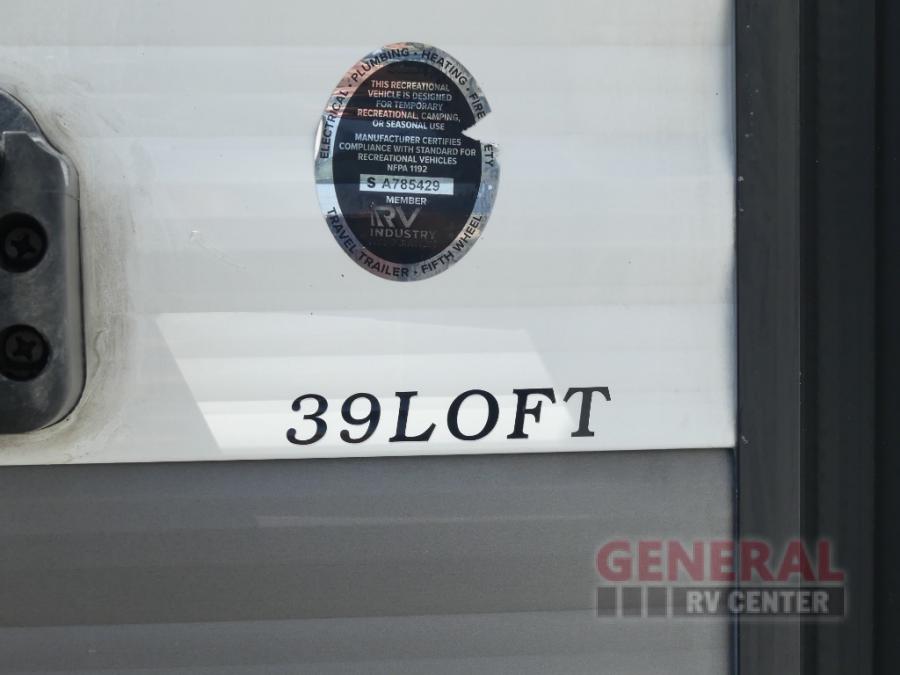 ELECTRICAL · PLUMBING · HEATING · FIRE
ETY
THIS RECREATIONAL
VEHICLE IS DESIGNED
FOR TEMPORARY
RECREATIONAL, CAMPING,
OR SEASONAL USE
MANUFACTURER CERTIFIES
COMPLIANCE WITH STANDARD FOR
RECREATIONAL VEHICLES
NFPA 1192
S A785429
MEMBER
RV
INDUSTRY
TRAVEL TRAILER · FIFTH WHEEL
39LOFT
GENERAL
RV CENTER